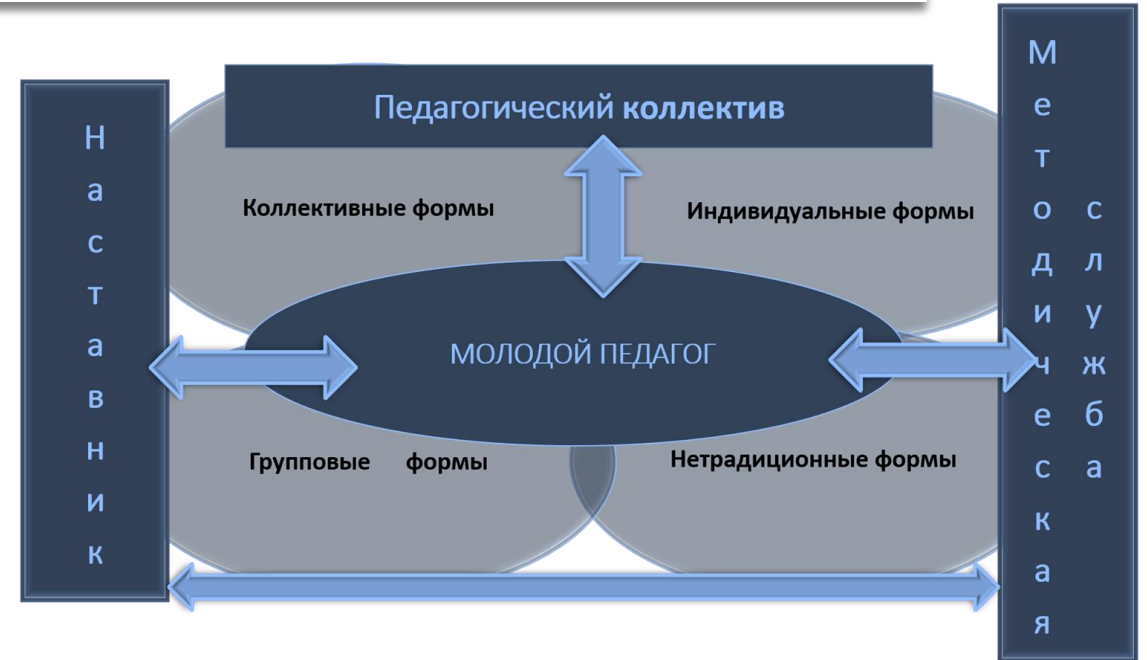 Педагогический коллектив
Наставник
Методическая служба
Коллективные формы
Индивидуальные формы
МОЛОДОЙ ПЕДАГОГ
Групповые формы
Нетрадиционные формы